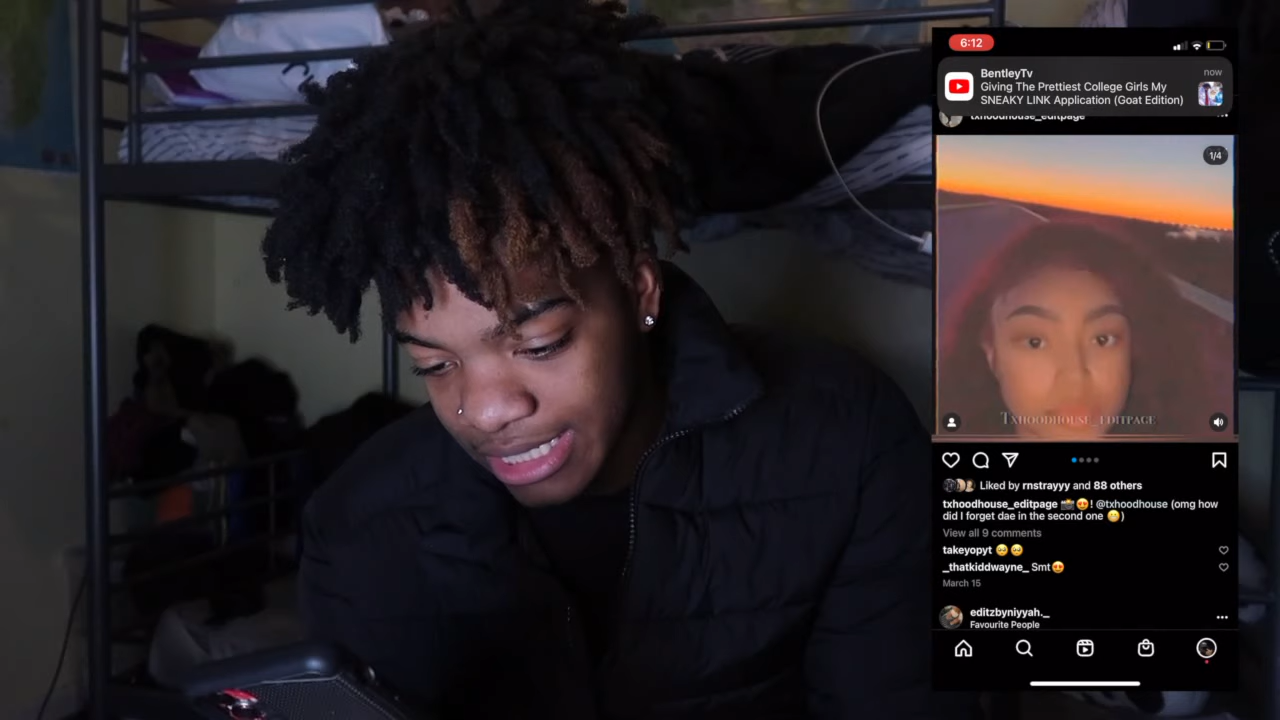 6:12
BentleyTv
now
Giving The Prettiest College Girls My
SNEAKY LINK Application (Goat Edition)
txhoodhouse_editpage
1/4
TXHOODHOUSE_EDITPAGE
Liked by rnstrayyy and 88 others
txhoodhouse_editpage 📸😍! @txhoodhouse (omg how
did I forget dae in the second one 😬)
View all 9 comments
takeyopyt 🥺🥺
_thatkiddwayne_ Smt😍
March 15
editzbyniyyah._
Favourite People